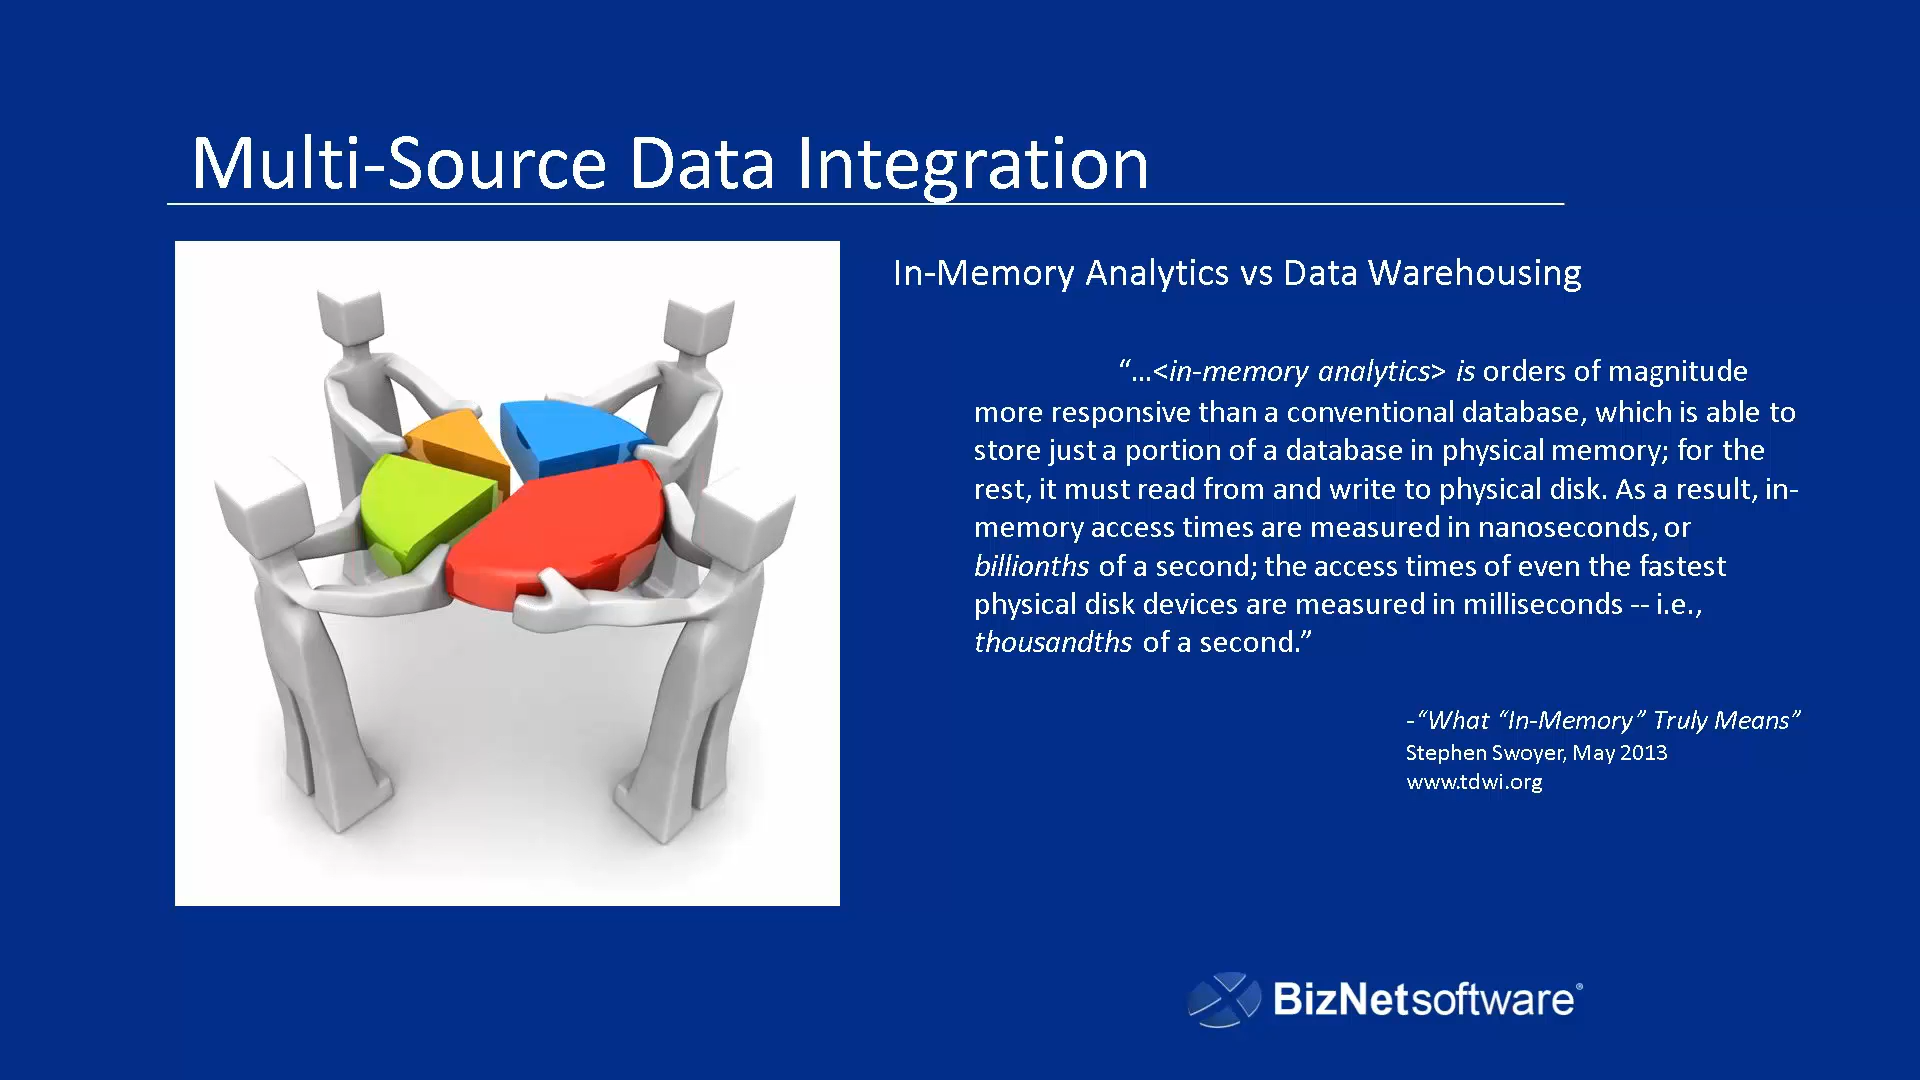 Multi-Source Data Integration
In-Memory Analytics vs Data Warehousing
“...<in-memory analytics> is orders of magnitude
more responsive than a conventional database, which is able to
store just a portion of a database in physical memory; for the
rest, it must read from and write to physical disk. As a result, in-
memory access times are measured in nanoseconds, or
billionths of a second; the access times of even the fastest
physical disk devices are measured in milliseconds -- i.e.,
thousandths of a second.”
-“What “In-Memory” Truly Means”
Stephen Swoyer, May 2013
www.tdwi.org
BizNetsoftware®